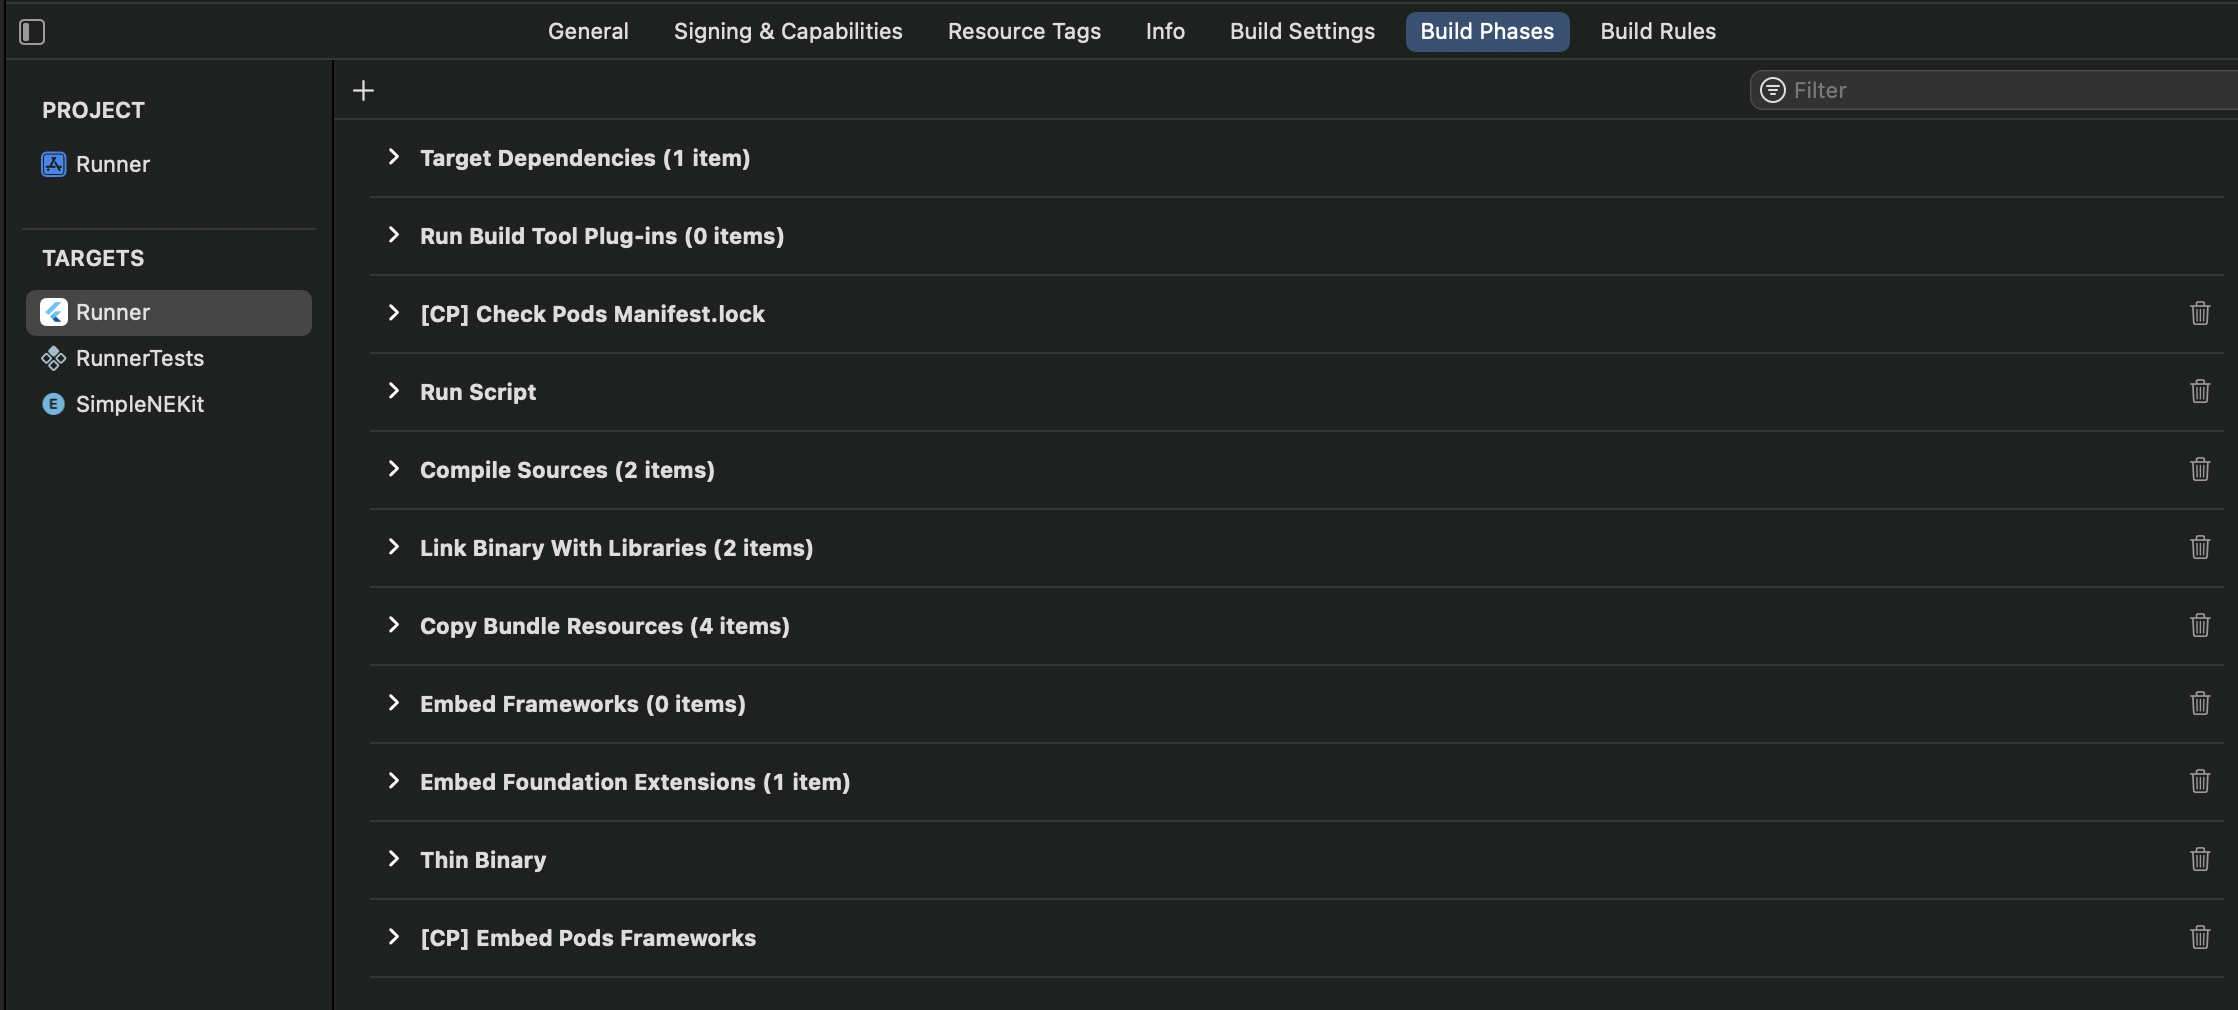 General Signing & Capabilities Resource Tags Info Build Settings Build Phases Build Rules
Filter
PROJECT
Runner
TARGETS
Runner
RunnerTests
E SimpleNEKit
Target Dependencies (1 item)
Run Build Tool Plug-ins (0 items)
[CP] Check Pods Manifest.lock
Run Script
Compile Sources (2 items)
Link Binary With Libraries (2 items)
Copy Bundle Resources (4 items)
Embed Frameworks (0 items)
Embed Foundation Extensions (1 item)
Thin Binary
[CP] Embed Pods Frameworks